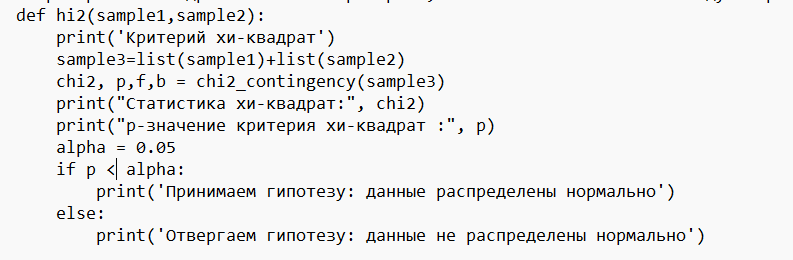 def hi2(sample1,sample2):
    print('Критерий хи-квадрат')
    sample3=list(sample1)+list(sample2)
    chi2, p,f,b = chi2_contingency(sample3)
    print("Статистика хи-квадрат:", chi2)
    print("p-значение критерия хи-квадрат :", p)
    alpha = 0.05
    if p < alpha:
        print('Принимаем гипотезу: данные распределены нормально')
    else:
        print('Отвергаем гипотезу: данные не распределены нормально')